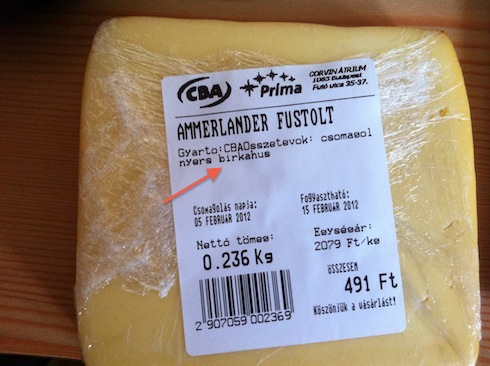 CBA Prima
CORVIN ÁTRIUM
1083 Budapest
Futó utca 35-37.
AMMERLANDER FUSTOLT
Gyarto:CBAOsszetevok: csomagol
nyers birkahus
Csomagolás napja:
05 FEBRUÁR 2012
Fogyasztható:
15 FEBRUÁR 2012
Nettó tömeg:
0.236 Kg
Egységár:
2079 Ft/kg
ÖSSZESEN
491 Ft
Köszönjük a vásárlást!
2 907059 002369